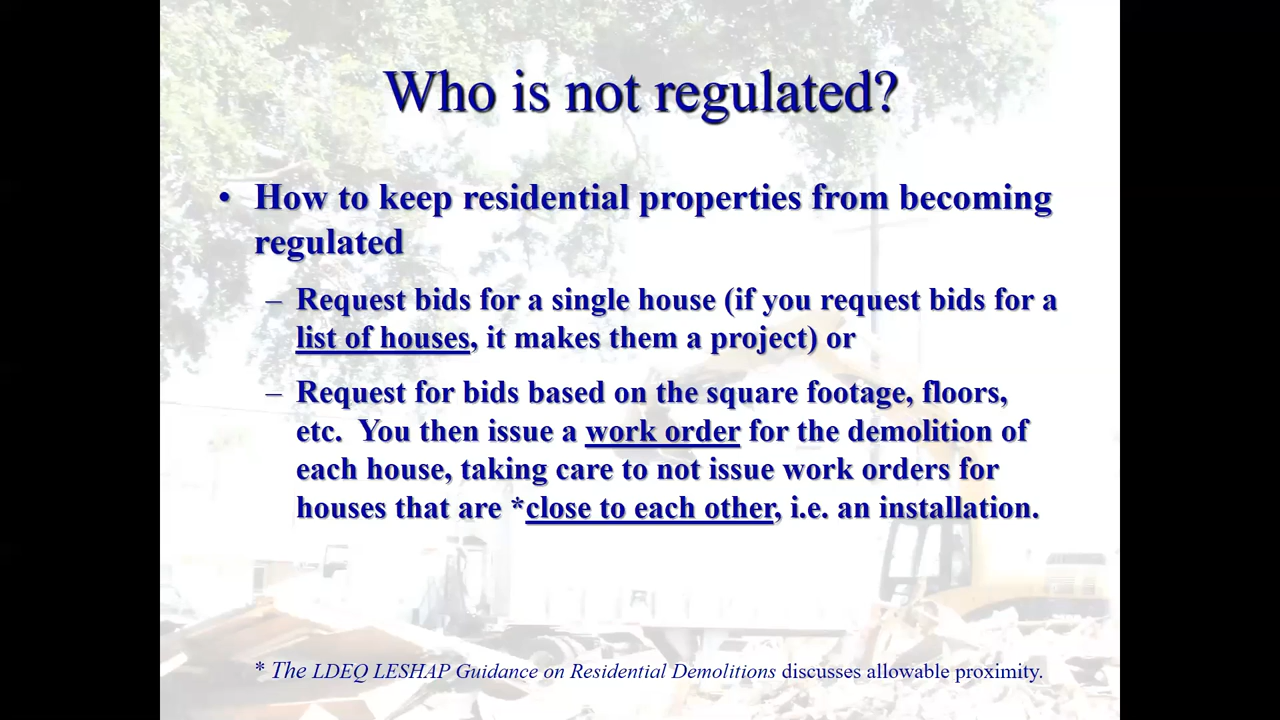 Who is not regulated?
• How to keep residential properties from becoming
regulated
– Request bids for a single house (if you request bids for a
list of houses, it makes them a project) or
– Request for bids based on the square footage, floors,
etc.  You then issue a work order for the demolition of
each house, taking care to not issue work orders for
houses that are *close to each other, i.e. an installation.
* The LDEQ LESHAP Guidance on Residential Demolitions discusses allowable proximity.